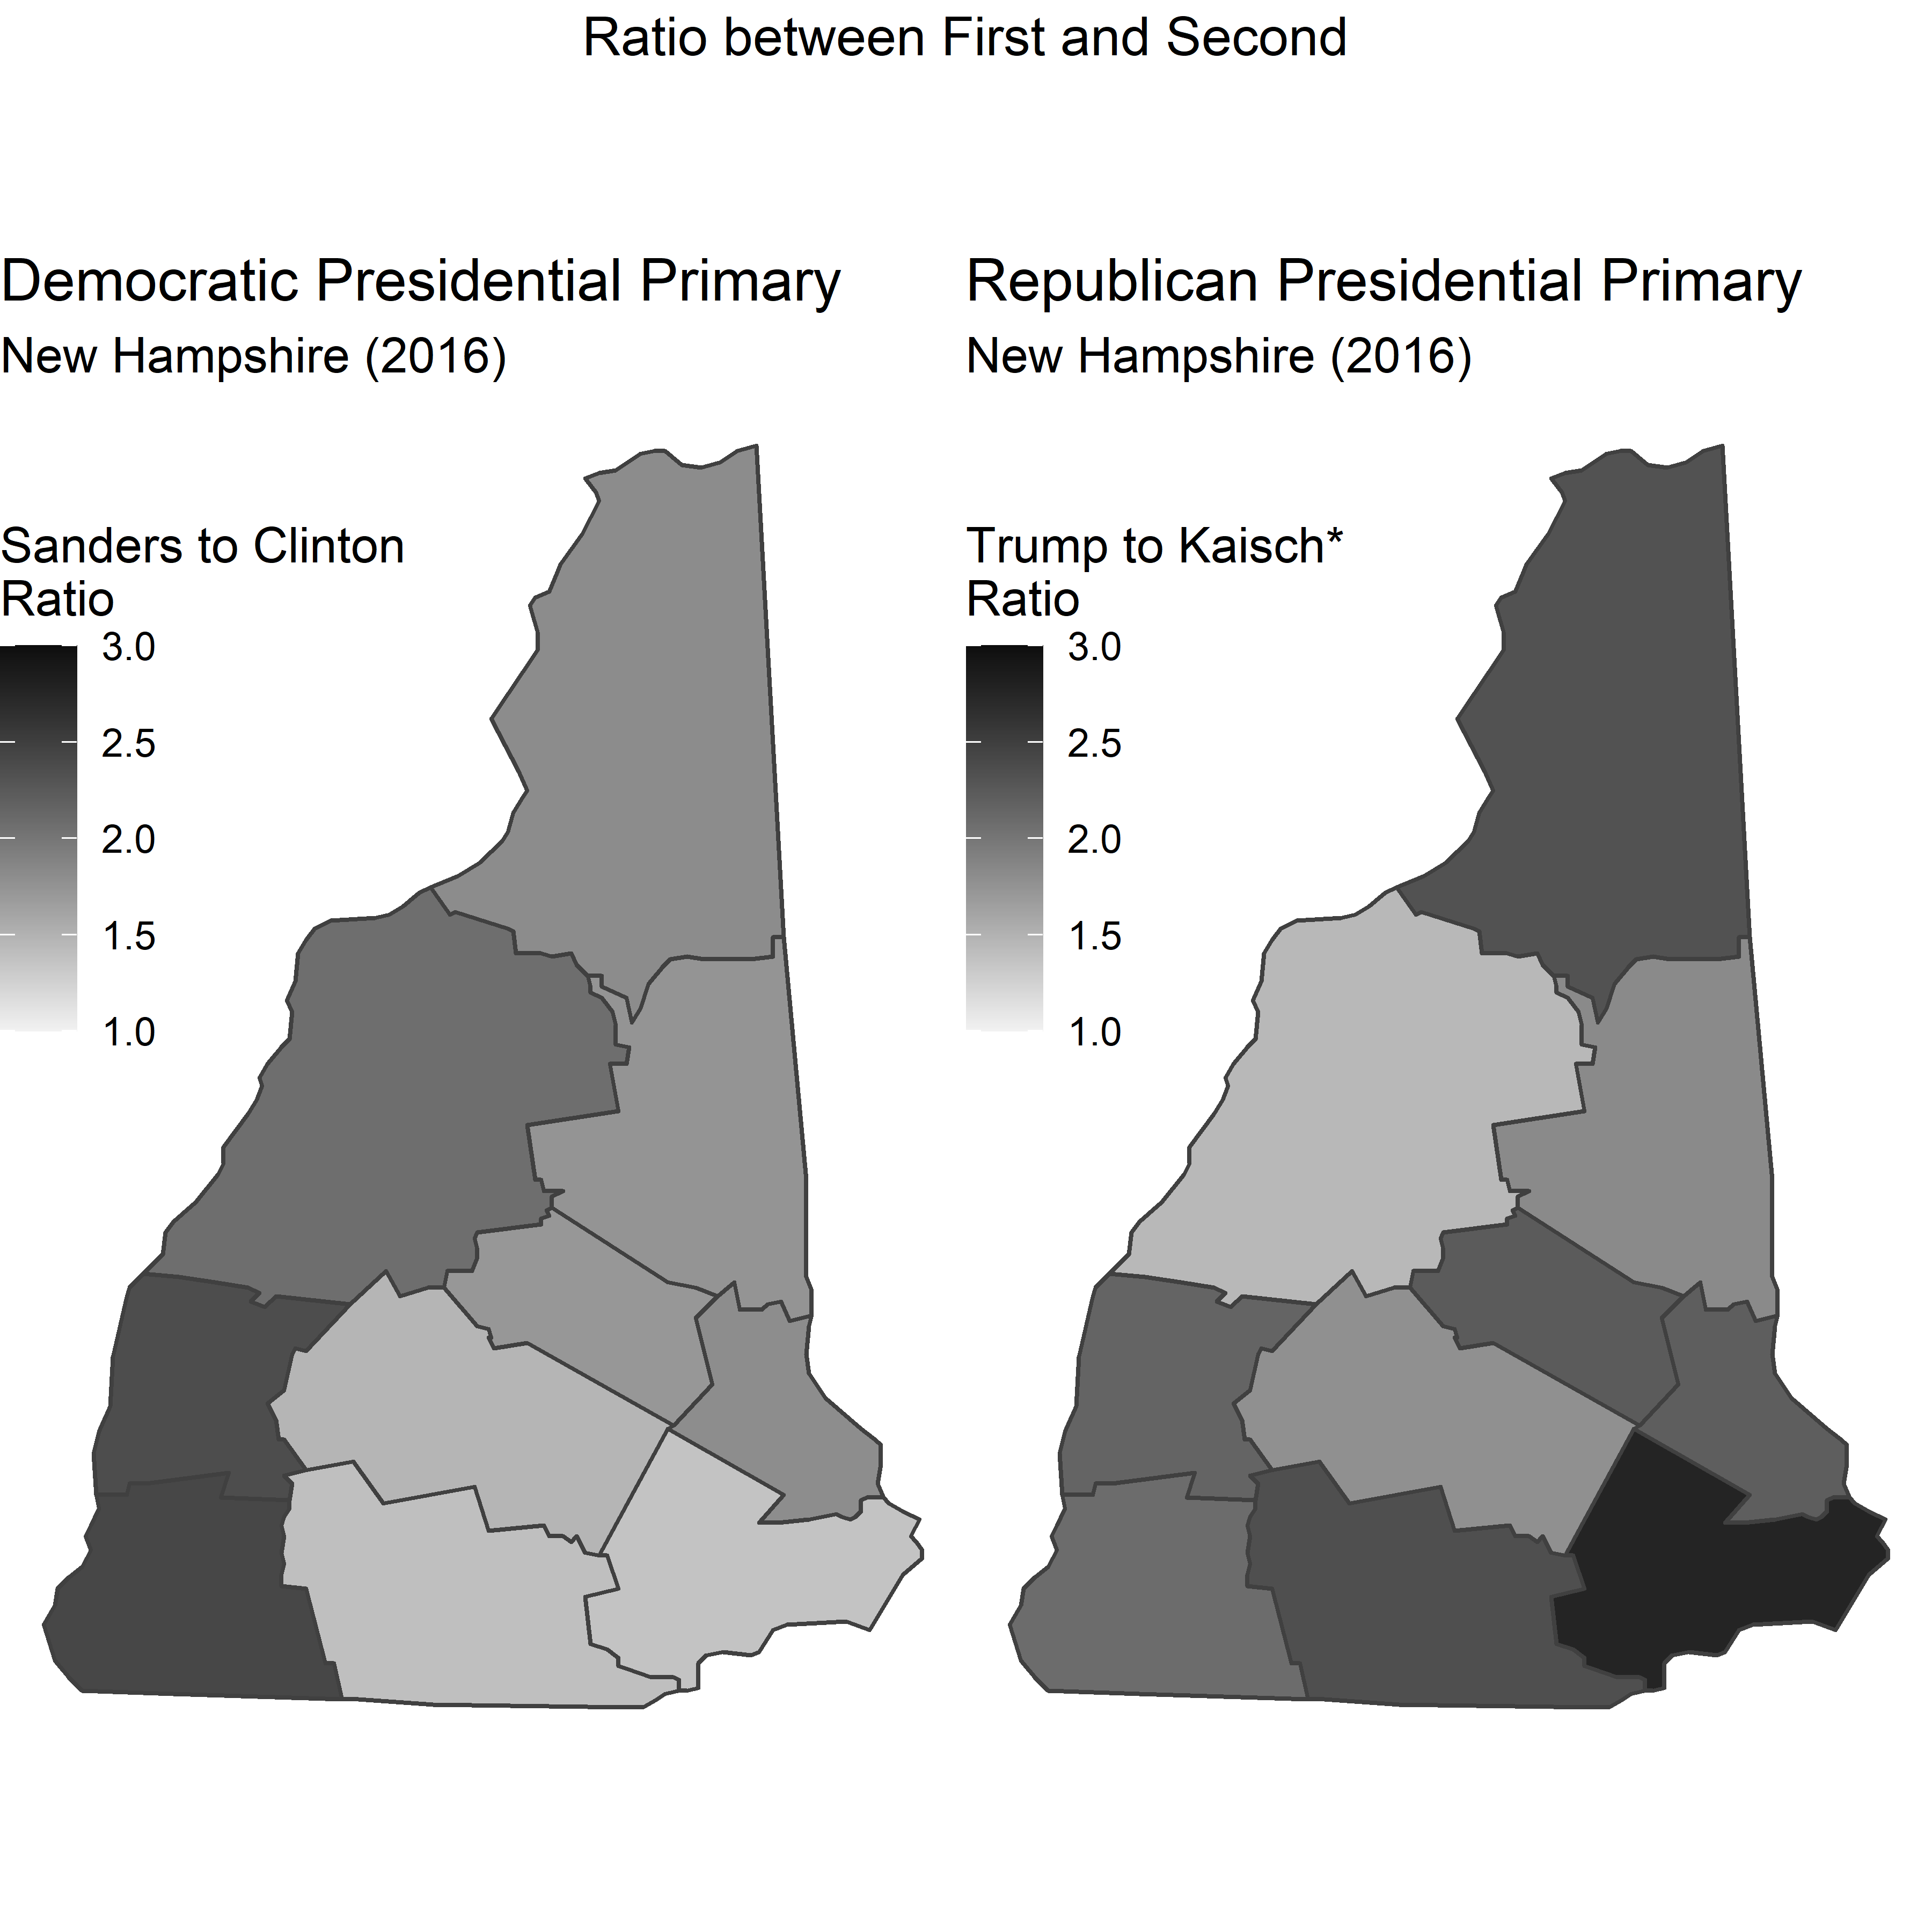 Ratio between First and Second
Democratic Presidential Primary
New Hampshire (2016)
Sanders to Clinton
Ratio
3.0
2.5
2.0
1.5
1.0
Republican Presidential Primary
New Hampshire (2016)
Trump to Kaisch*
Ratio
3.0
2.5
2.0
1.5
1.0